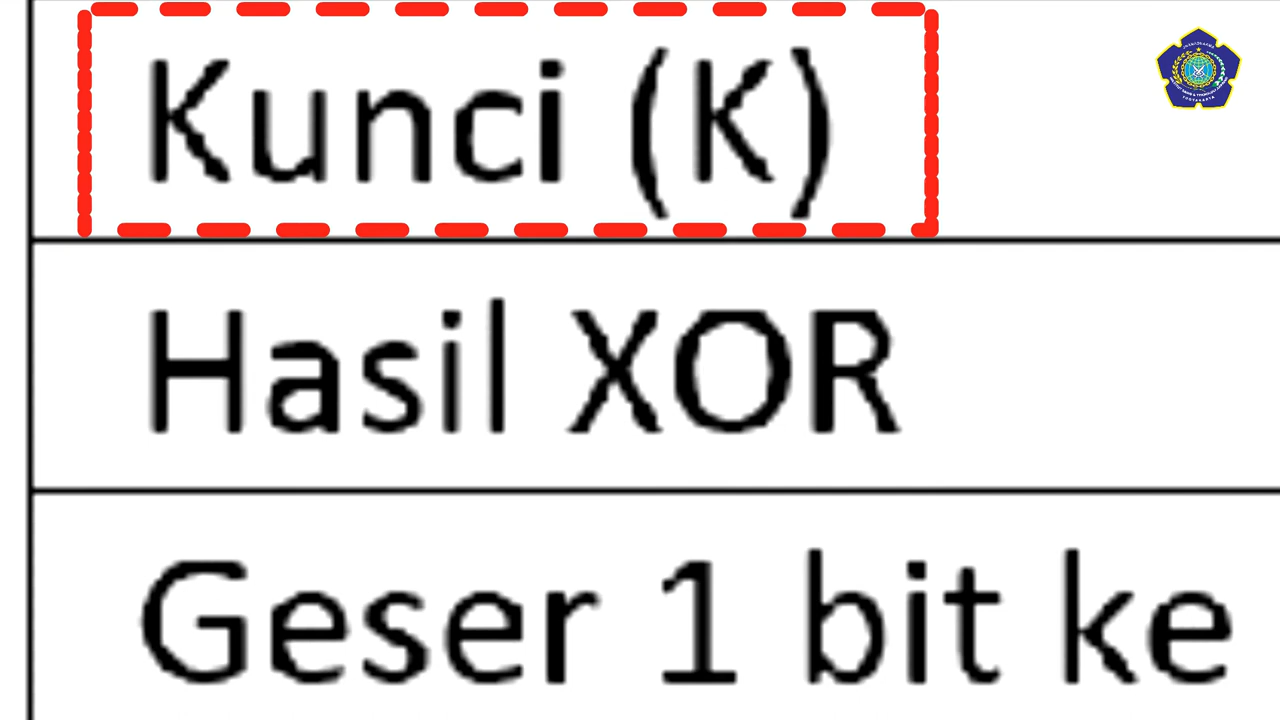 Kunci (K)
Hasil XOR
Geser 1 bit ke